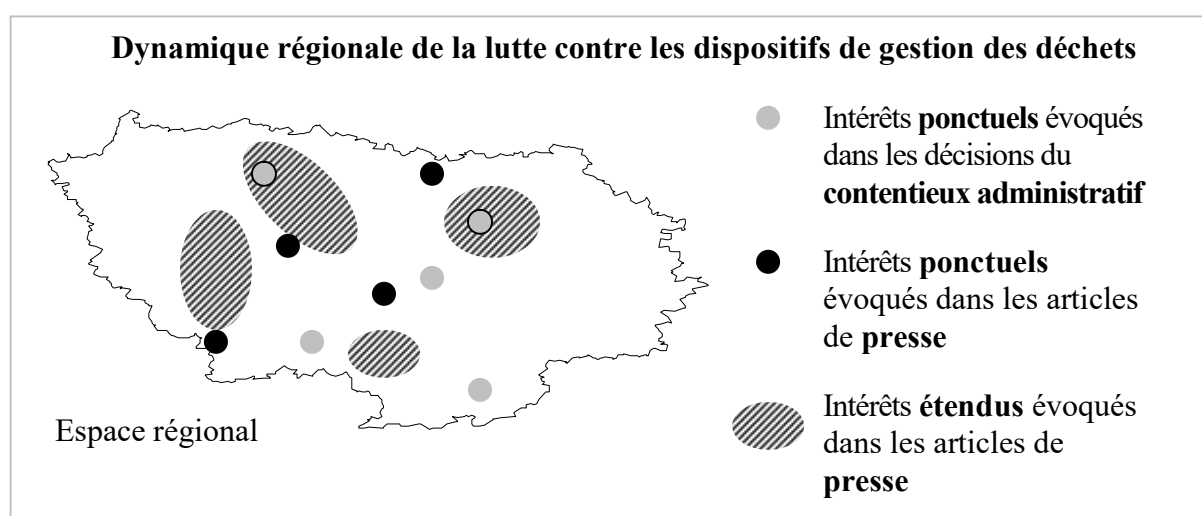 Dynamique régionale de la lutte contre les dispositifs de gestion des déchets
Intérêts ponctuels évoqués
dans les décisions du
contentieux administratif
Intérêts ponctuels
évoqués dans les articles
de presse
Intérêts étendus évoqués
dans les articles de
presse
Espace régional